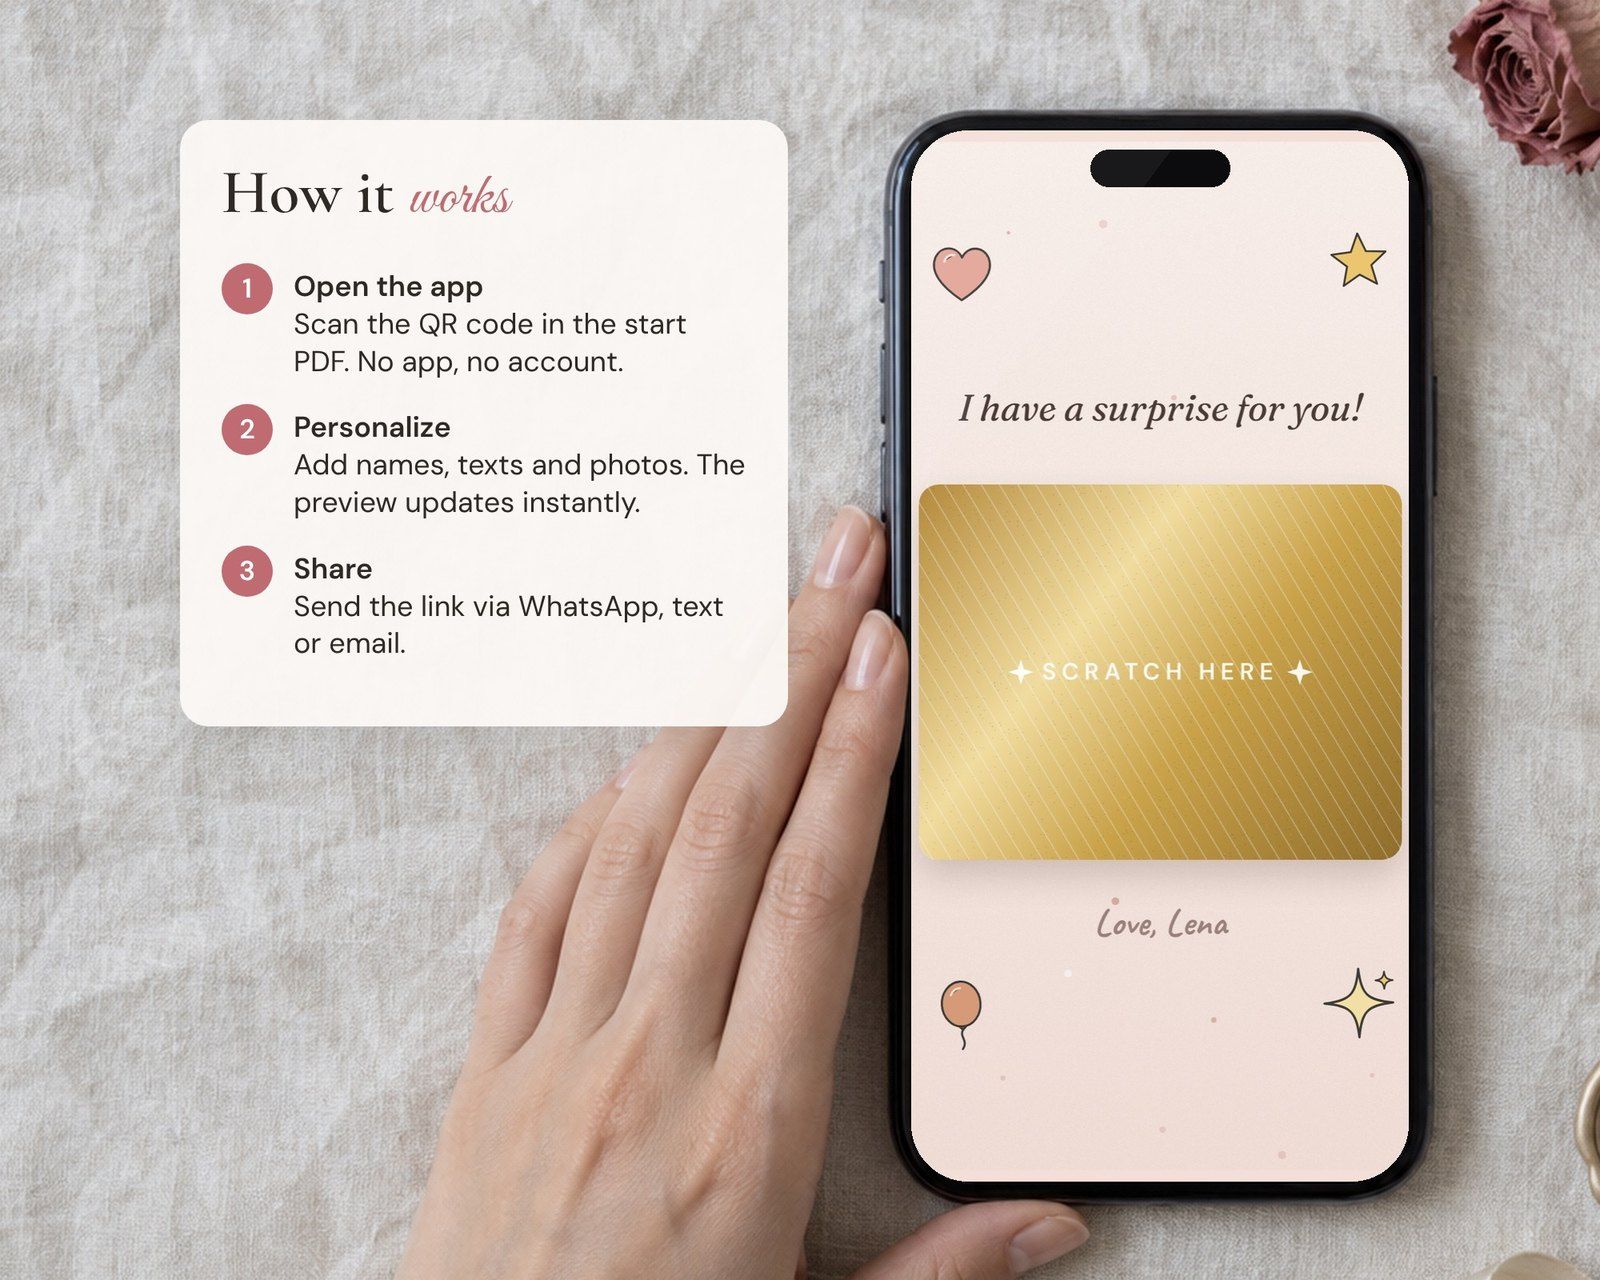 How it works
1 Open the app
Scan the QR code in the start
PDF. No app, no account.
2 Personalize
Add names, texts and photos. The
preview updates instantly.
3 Share
Send the link via WhatsApp, text
or email.
I have a surprise for you!
SCRATCH HERE
Love, Lena